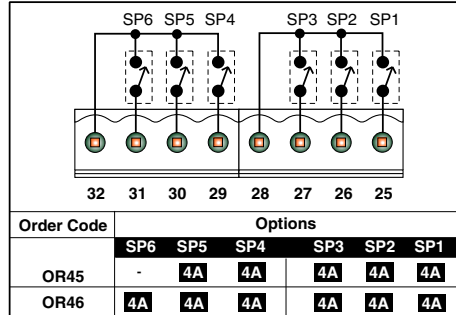 SP6 SP5 SP4 SP3 SP2 SP1
32 31 30 29 28 27 26 25
Order Code Options
SP6 SP5 SP4 SP3 SP2 SP1
OR45 - 4A 4A 4A 4A 4A
OR46 4A 4A 4A 4A 4A 4A